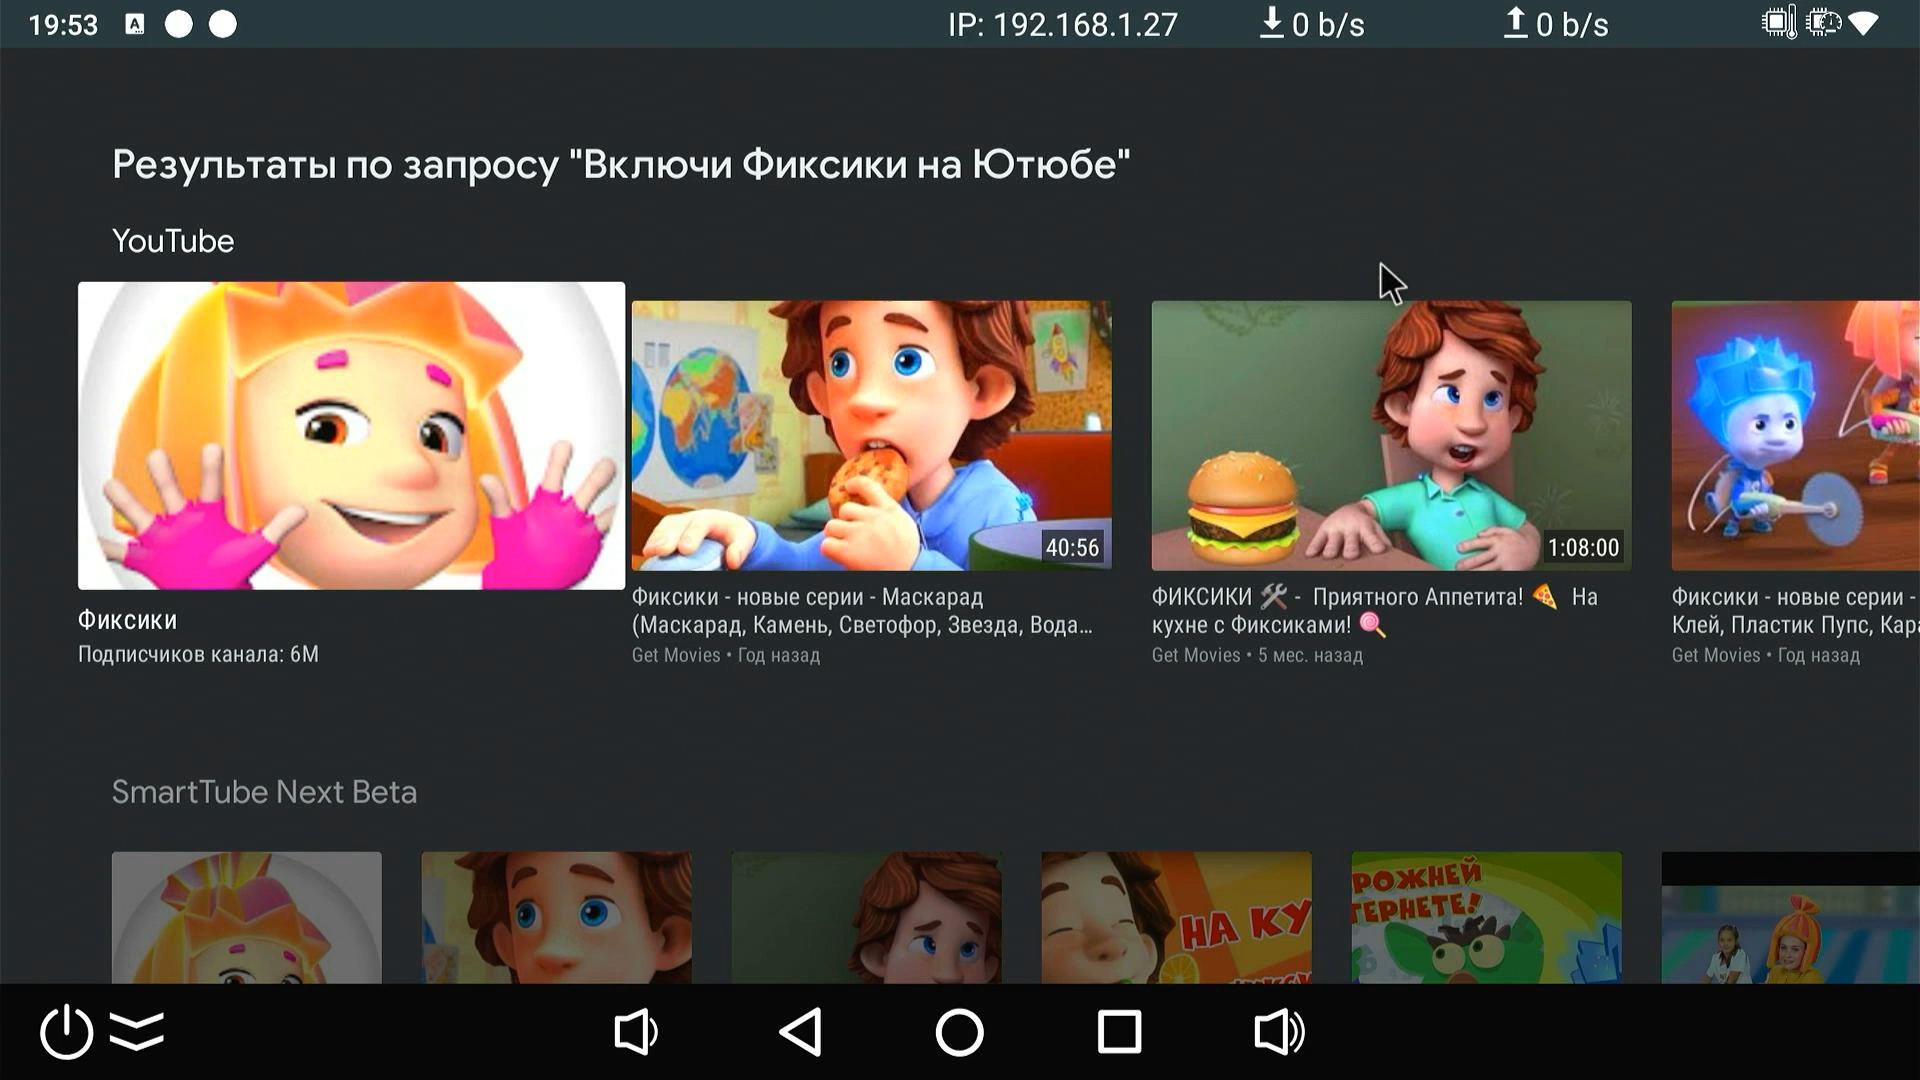 19:53 A IP: 192.168.1.27 0 b/s 0 b/s
Результаты по запросу "Включи Фиксики на Ютюбе"
YouTube
40:56
1:08:00
Фиксики
Подписчиков канала: 6M
Фиксики - новые серии - Маскарад
(Маскарад, Камень, Светофор, Звезда, Вода…
Get Movies • Год назад
ФИКСИКИ 🛠 - Приятного Аппетита! 🍕 На
кухне с Фиксиками! 🍭
Get Movies • 5 мес. назад
Фиксики - новые серии -
Клей, Пластик Пупс, Кара
Get Movies • Год назад
SmartTube Next Beta
НА КУ
РОЖНЕЙ
ТЕРНЕТЕ!